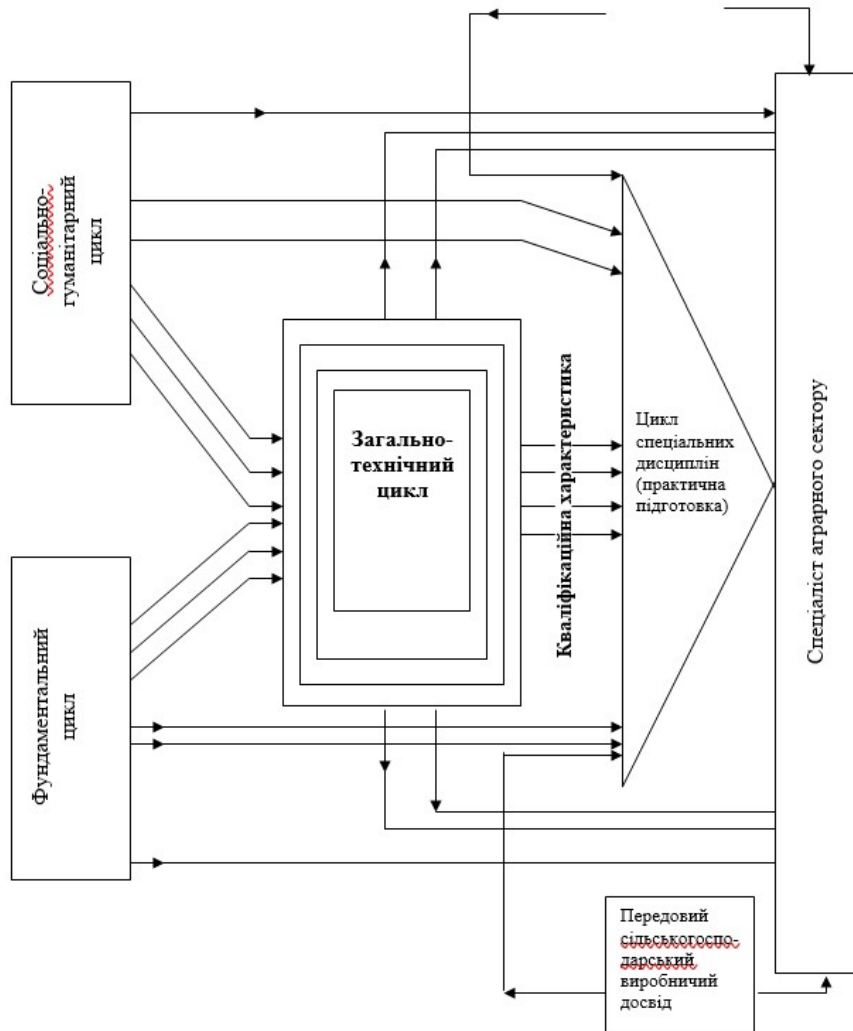 Соціально-
гуманітарний
цикл
Фундаментальний
цикл
Загально-
технічний
цикл
Кваліфікаційна характеристика
Цикл
спеціальних
дисциплін
(практична
підготовка)
Спеціаліст аграрного сектору
Передовий
сільськогоспо-
дарський
виробничий
досвід